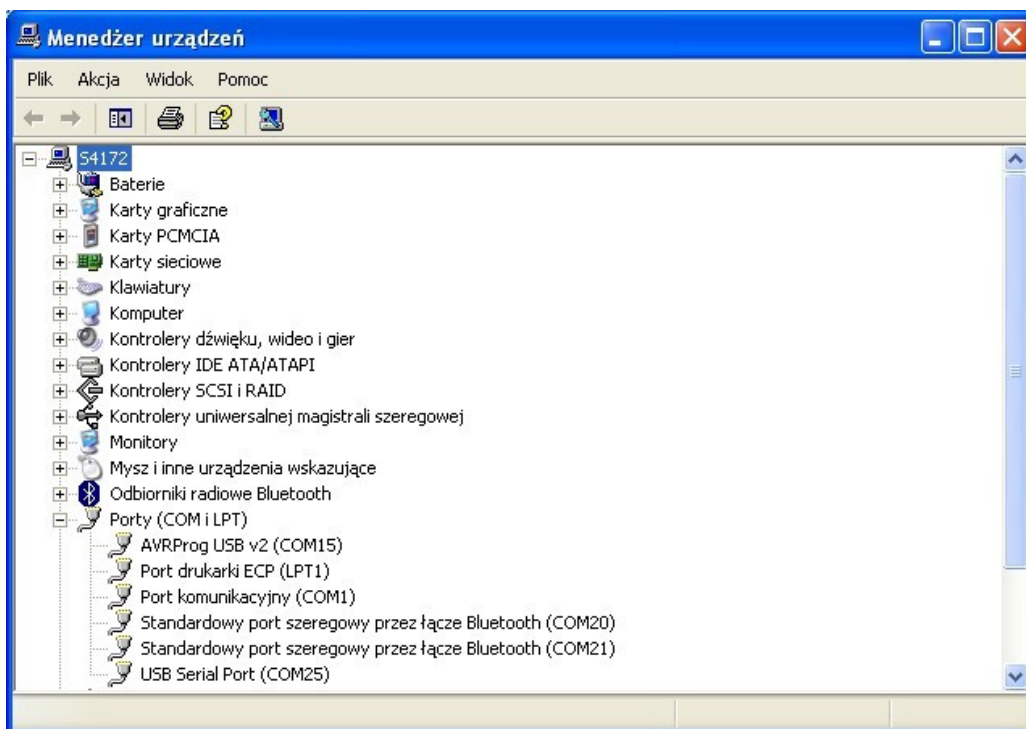 Menedżer urządzeń
Plik Akcja Widok Pomoc
S4172
Baterie
Karty graficzne
Karty PCMCIA
Karty sieciowe
Klawiatury
Komputer
Kontrolery dźwięku, wideo i gier
Kontrolery IDE ATA/ATAPI
Kontrolery SCSI i RAID
Kontrolery uniwersalnej magistrali szeregowej
Monitory
Mysz i inne urządzenia wskazujące
Odbiorniki radiowe Bluetooth
Porty (COM i LPT)
AVRProg USB v2 (COM15)
Port drukarki ECP (LPT1)
Port komunikacyjny (COM1)
Standardowy port szeregowy przez łącze Bluetooth (COM20)
Standardowy port szeregowy przez łącze Bluetooth (COM21)
USB Serial Port (COM25)